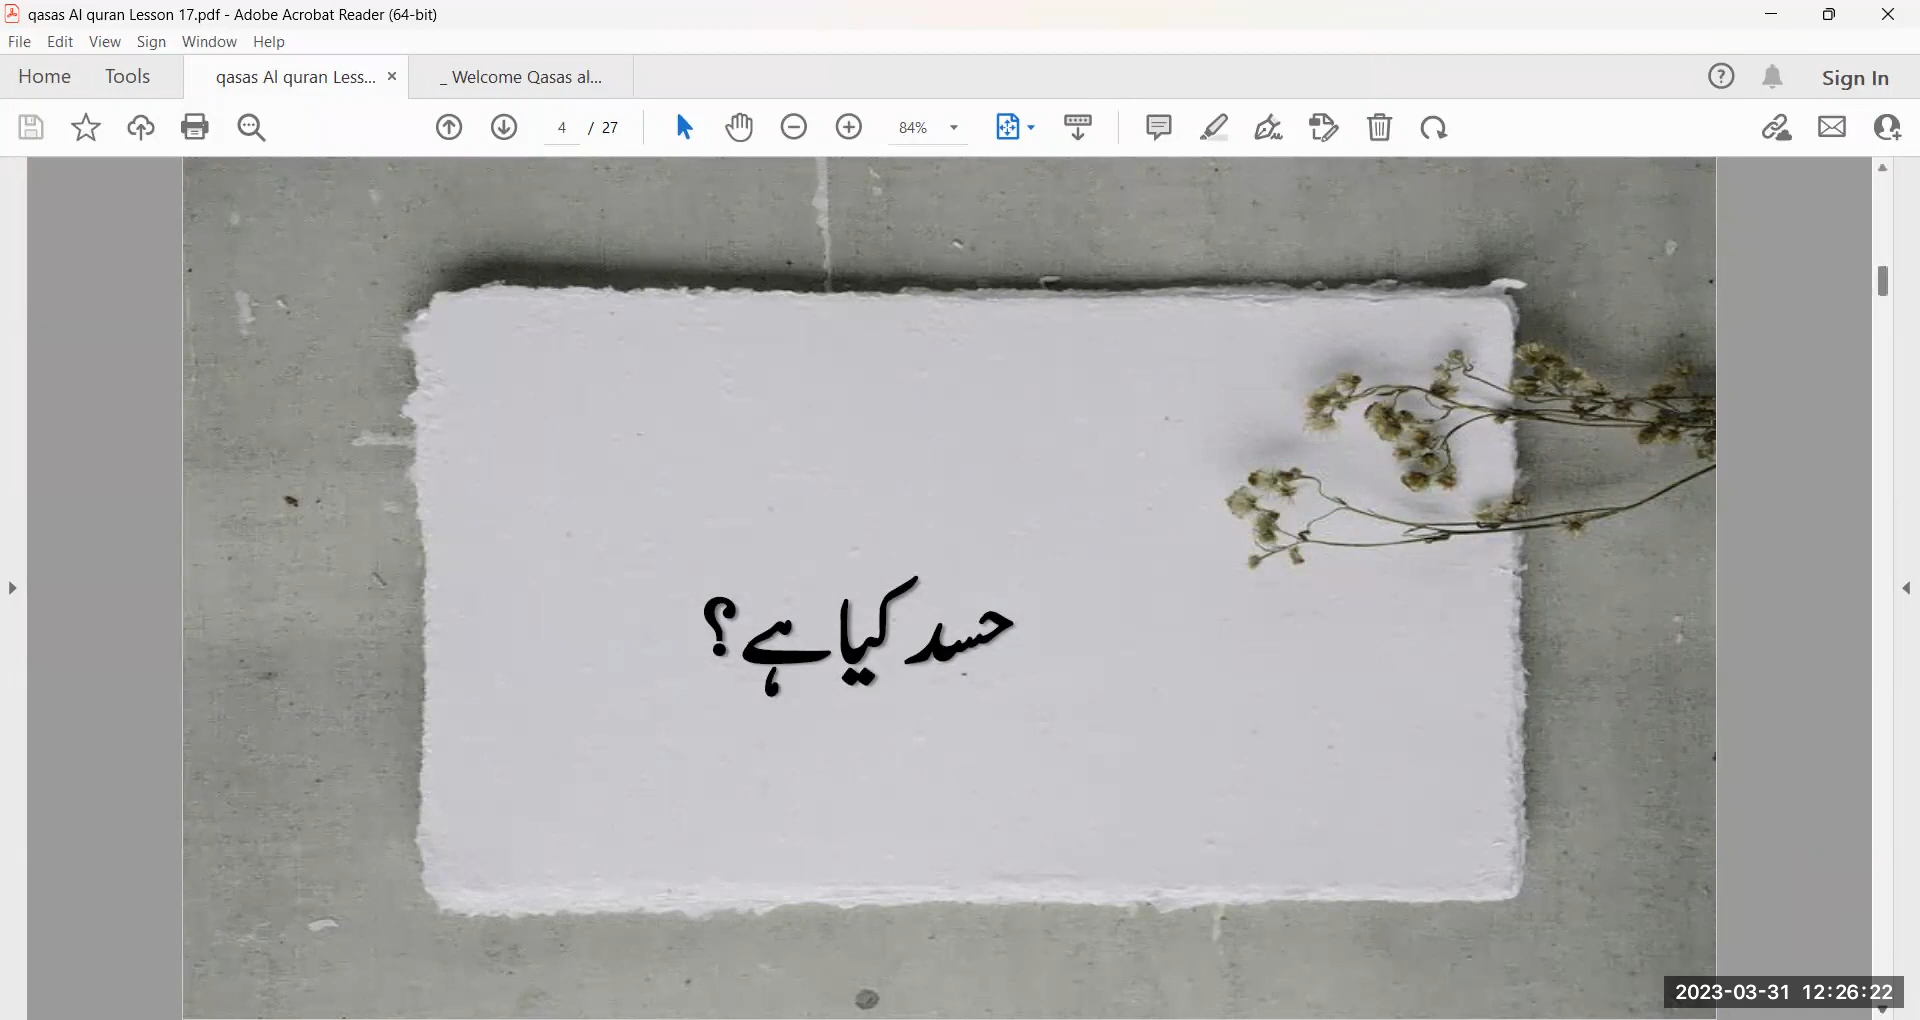 qasas Al quran Lesson 17.pdf - Adobe Acrobat Reader (64-bit)
File Edit View Sign Window Help
Home Tools qasas Al quran Less... _ Welcome Qasas al... Sign In
4 / 27 84%
حسد کیا ہے؟
2023-03-31 12:26:22